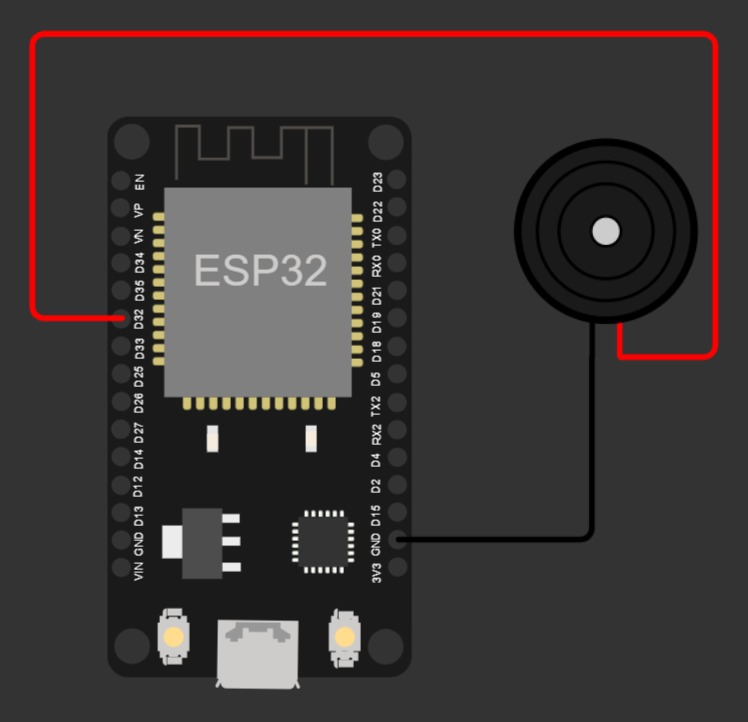 ESP32
EN
VP
VN
D34
D35
D32
D33
D25
D26
D27
D14
D12
D13
GND
VIN
D23
D22
TX0
RX0
D21
D19
D18
D5
TX2
RX2
D4
D2
D15
GND
3V3